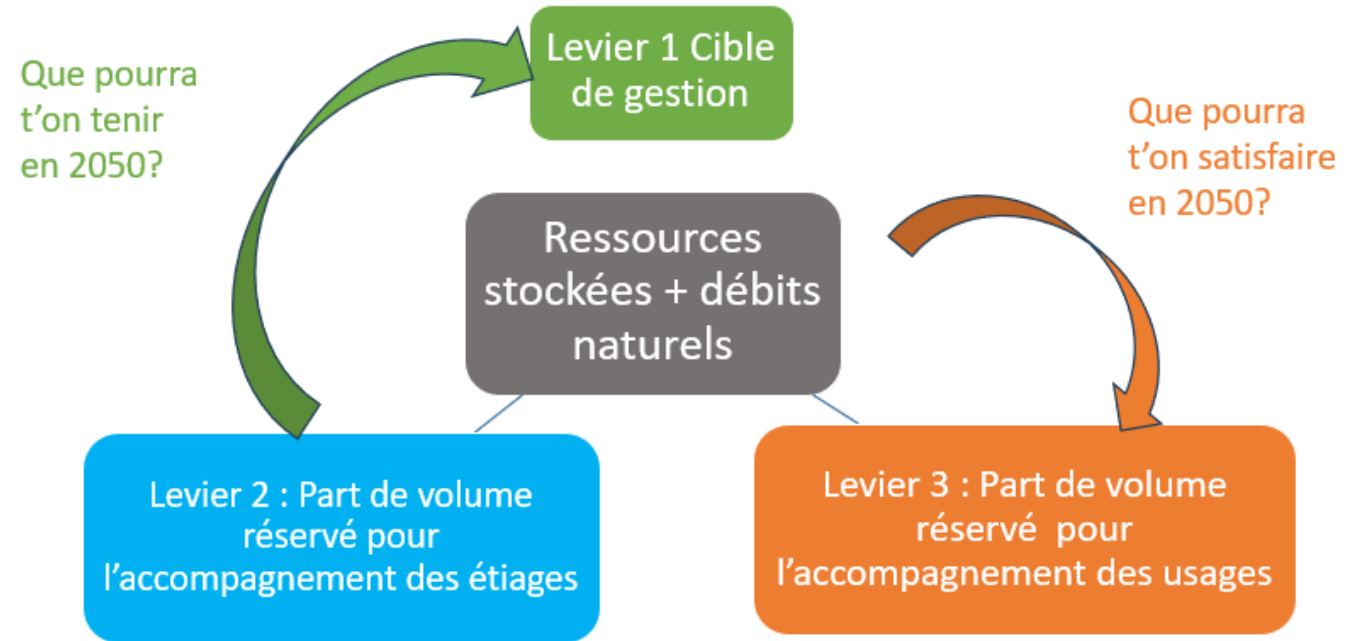 Que pourra
t'on tenir
en 2050?
Levier 1 Cible
de gestion
Que pourra
t'on satisfaire
en 2050?
Ressources
stockées + débits
naturels
Levier 2 : Part de volume
réservé pour
l'accompagnement des étiages
Levier 3 : Part de volume
réservé pour
l'accompagnement des usages